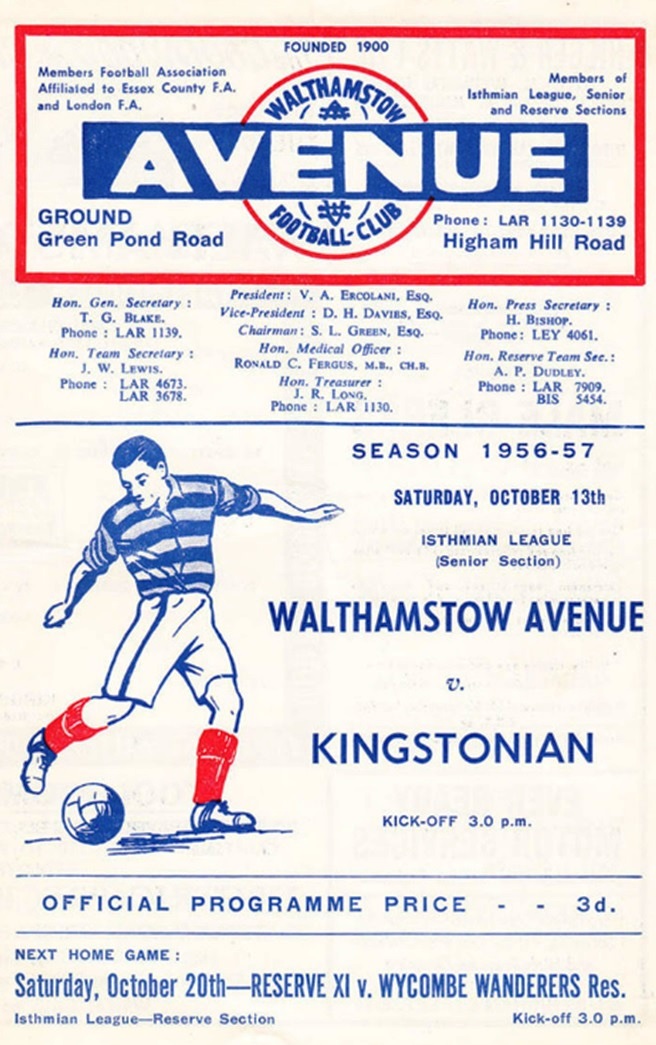 FOUNDED 1900
Members Football Association
Affiliated to Essex County F.A.
and London F.A.
Members of
Isthmian League, Senior
and Reserve Sections
WALTHAMSTOW
AVENUE
FOOTBALL-CLUB
GROUND
Green Pond Road
Phone: LAR 1130-1139
Higham Hill Road
Hon. Gen. Secretary :
T. G. BLAKE.
Phone : LAR 1139.
Hon. Team Secretary :
J. W. LEWIS.
Phone : LAR 4673.
LAR 3678.
President: V. A. ERCOLANI, ESQ.
Vice-President : D. H. DAVIES, ESQ.
Chairman: S. L. GREEN, ESQ.
Hon. Medical Officer :
RONALD C. FERGUS, M.B., CH.B.
Hon. Treasurer :
J. R. LONG.
Phone : LAR 1130.
Hon. Press Secretary :
H. BISHOP.
Phone: LEY 4061.
Hon. Reserve Team Sec.:
A. P. DUDLEY.
Phone : LAR 7909.
BIS 5454.
SEASON 1956-57
SATURDAY, OCTOBER 13th
ISTHMIAN LEAGUE
(Senior Section)
WALTHAMSTOW AVENUE
v.
KINGSTONIAN
KICK-OFF 3.0 p.m.
OFFICIAL PROGRAMME PRICE - - 3d.
NEXT HOME GAME :
Saturday, October 20th—RESERVE XI v. WYCOMBE WANDERERS Res.
Isthmian League—Reserve Section
Kick-off 3.0 p.m.